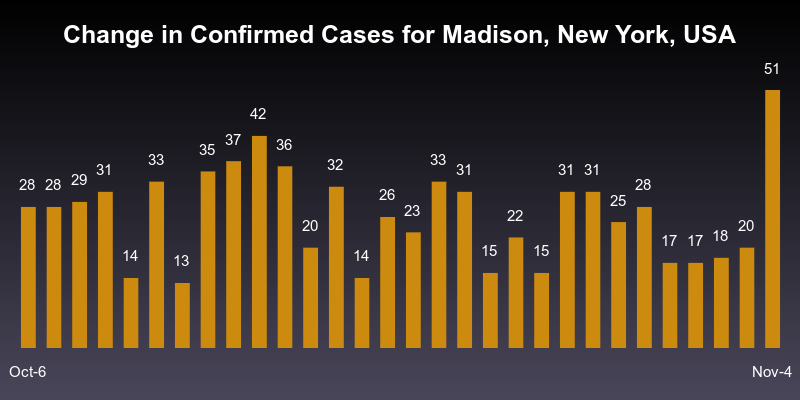 Change in Confirmed Cases for Madison, New York, USA
28 28 29 31 14 33 13 35 37 42 36 20 32 14 26 23 33 31 15 22 15 31 31 25 28 17 17 18 20 51
Oct-6 Nov-4